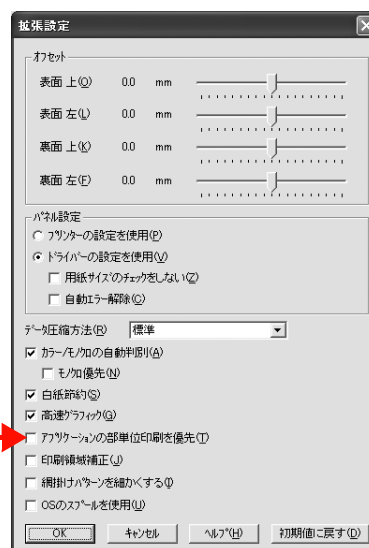 拡張設定
オフセット
表面 上(O) 0.0 mm
表面 左(L) 0.0 mm
裏面 上(K) 0.0 mm
裏面 左(F) 0.0 mm
パネル設定
プリンターの設定を使用(P)
ドライバーの設定を使用(V)
用紙サイズのチェックをしない(Z)
自動エラー解除(C)
データ圧縮方法(R) 標準
カラー/モノクロの自動判別(A)
モノクロ優先(N)
白紙節約(S)
高速グラフィック(G)
アプリケーションの部単位印刷を優先(T)
印刷領域補正(J)
網掛けパターンを細かくする(I)
OSのスプールを使用(U)
OK キャンセル ヘルプ(H) 初期値に戻す(D)